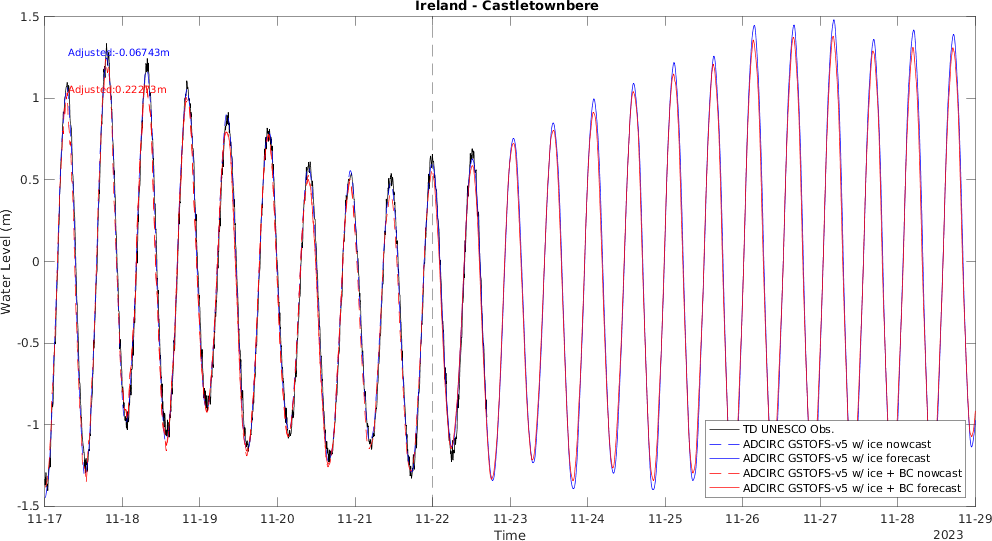 Ireland - Castletownbere
Water Level (m)
1.5
1
0.5
0
-0.5
-1
-1.5
Adjusted:-0.06743m
Adjusted:0.22273m
TD UNESCO Obs.
ADCIRC GSTOFS-v5 w/ ice nowcast
ADCIRC GSTOFS-v5 w/ ice forecast
ADCIRC GSTOFS-v5 w/ ice + BC nowcast
ADCIRC GSTOFS-v5 w/ ice + BC forecast
11-17 11-18 11-19 11-20 11-21 11-22 11-23 11-24 11-25 11-26 11-27 11-28 11-29
Time
2023